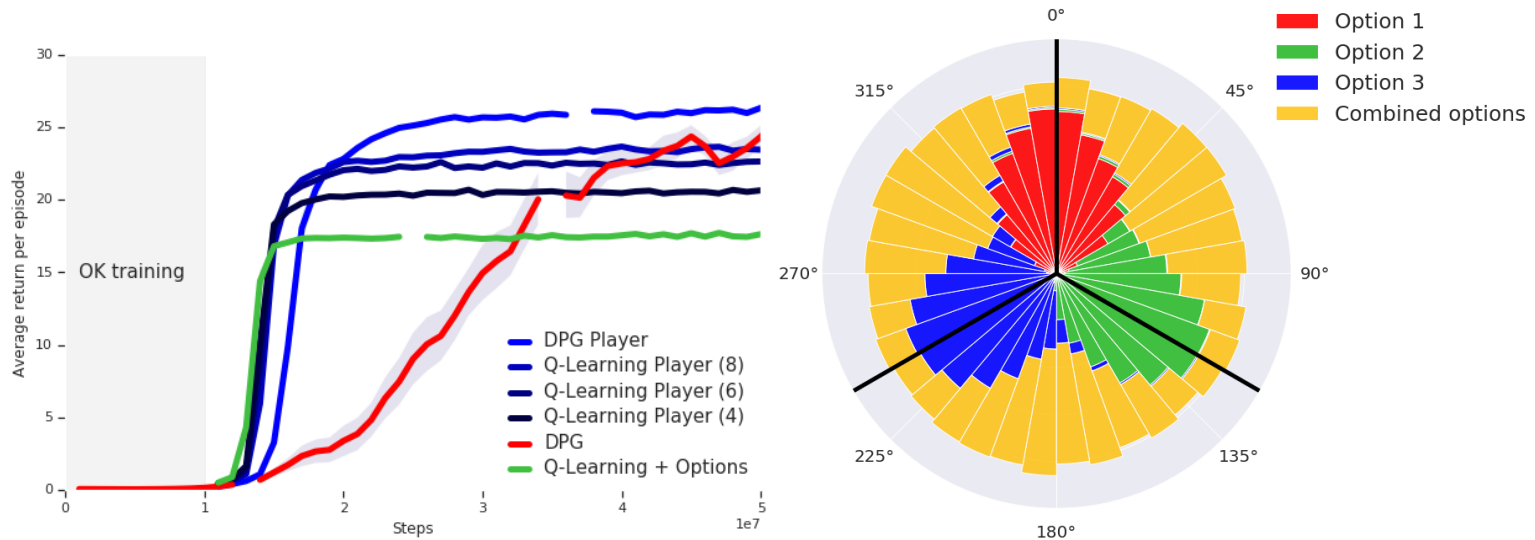 30
25
20
15
10
5
0
Average return per episode
OK training
DPG Player
Q-Learning Player (8)
Q-Learning Player (6)
Q-Learning Player (4)
DPG
Q-Learning + Options
0 1 2 3 4 5
1e7
Steps
0°
45°
90°
135°
180°
225°
270°
315°
Option 1
Option 2
Option 3
Combined options